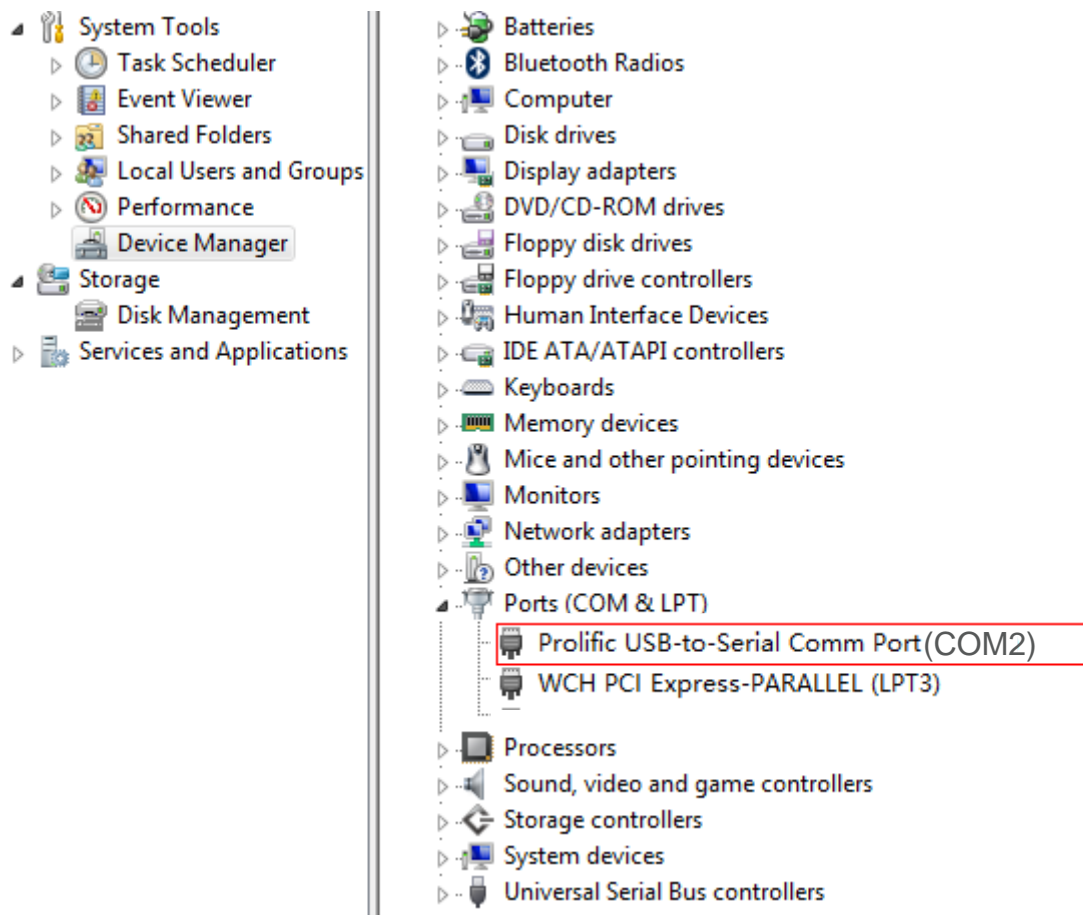 System Tools
Task Scheduler
Event Viewer
Shared Folders
Local Users and Groups
Performance
Device Manager
Storage
Disk Management
Services and Applications
Batteries
Bluetooth Radios
Computer
Disk drives
Display adapters
DVD/CD-ROM drives
Floppy disk drives
Floppy drive controllers
Human Interface Devices
IDE ATA/ATAPI controllers
Keyboards
Memory devices
Mice and other pointing devices
Monitors
Network adapters
Other devices
Ports (COM & LPT)
Prolific USB-to-Serial Comm Port(COM2)
WCH PCI Express-PARALLEL (LPT3)
Processors
Sound, video and game controllers
Storage controllers
System devices
Universal Serial Bus controllers